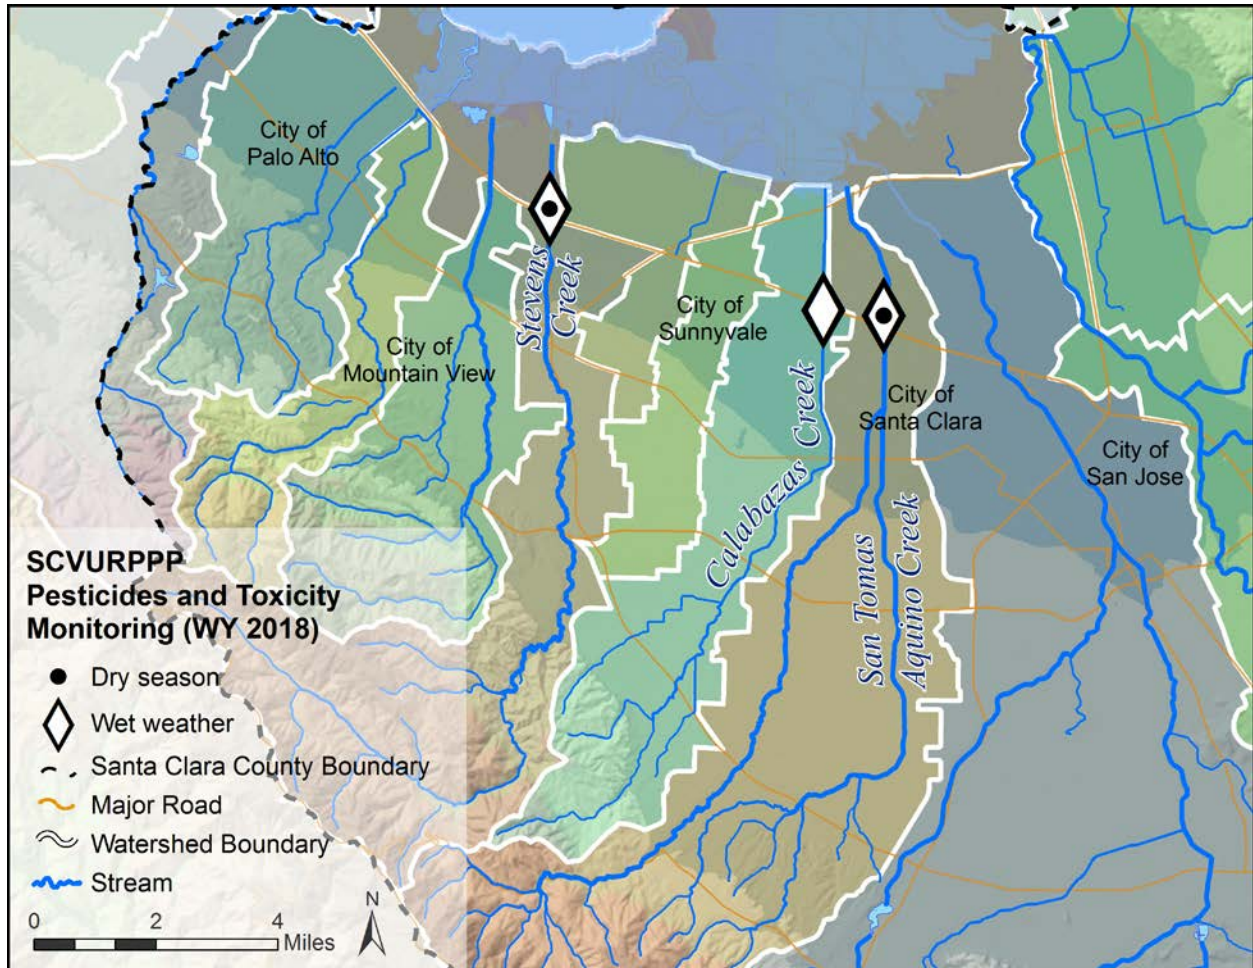 City of
Palo Alto
City of
Mountain View
Stevens
Creek
City of
Sunnyvale
Calabazas Creek
City of
Santa Clara
San Tomas
Aquino Creek
City of
San Jose
SCVURPPP
Pesticides and Toxicity
Monitoring (WY 2018)
Dry season
Wet weather
Santa Clara County Boundary
Major Road
Watershed Boundary
Stream
N
0 2 4
Miles